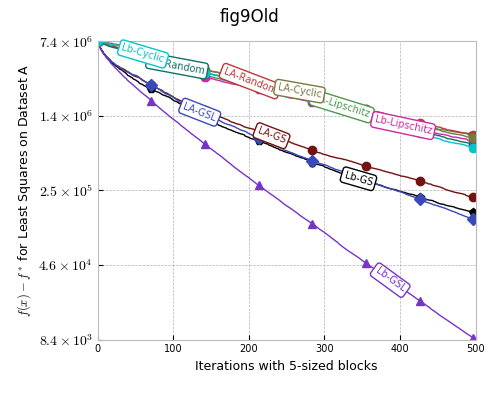 fig9Old
f(x) − f* for Least Squares on Dataset A
7.4 × 10⁶
1.4 × 10⁶
2.5 × 10⁵
4.6 × 10⁴
8.4 × 10³
Lb-Cyclic
Random
LA-Random
LA-Cyclic
Lipschitz
Lb-Lipschitz
LA-GSL
LA-GS
Lb-GS
Lb-GSL
0
100
200
300
400
500
Iterations with 5-sized blocks